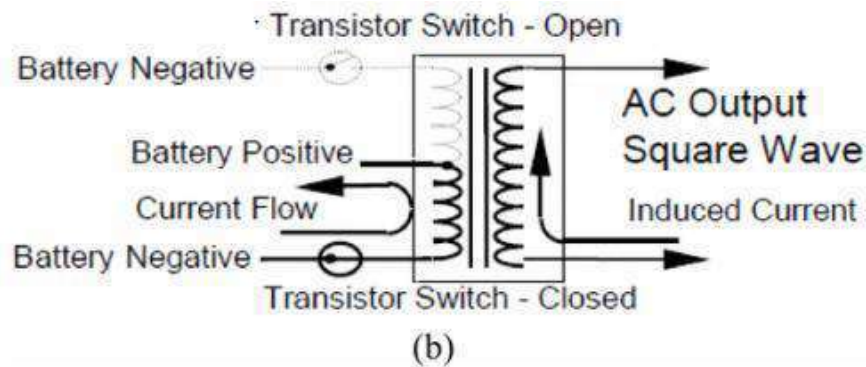 Transistor Switch - Open
Battery Negative
AC Output
Square Wave
Battery Positive
Current Flow
Induced Current
Battery Negative
Transistor Switch - Closed
(b)